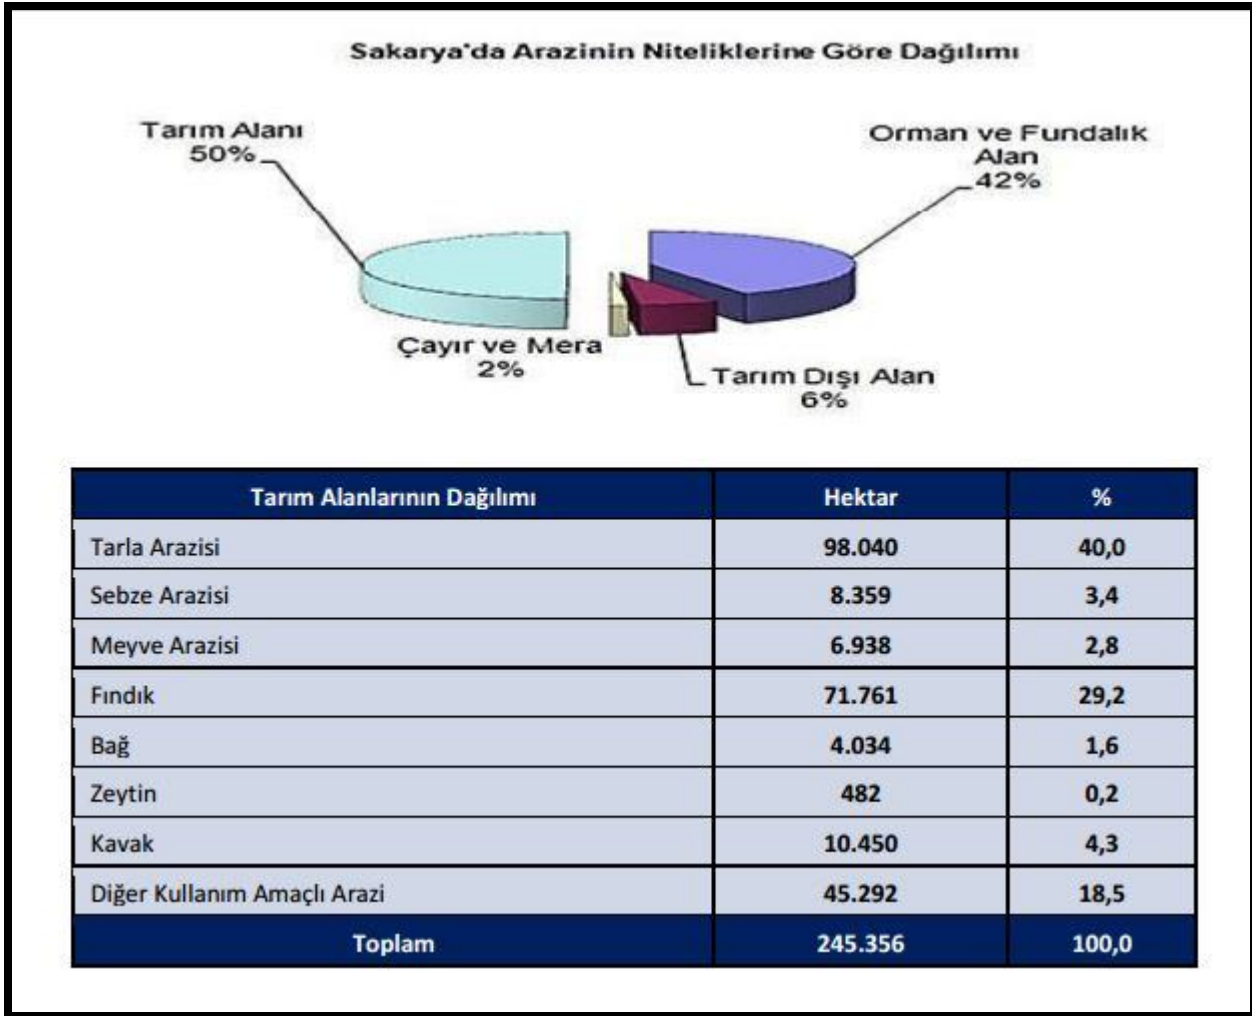 Sakarya'da Arazinin Niteliklerine Göre Dağılımı
Tarım Alanı
50%
Orman ve Fundalık
Alan
42%
Çayır ve Mera
2%
Tarım Dışı Alan
6%
Tarım Alanlarının Dağılımı Hektar %
Tarla Arazisi 98.040 40,0
Sebze Arazisi 8.359 3,4
Meyve Arazisi 6.938 2,8
Fındık 71.761 29,2
Bağ 4.034 1,6
Zeytin 482 0,2
Kavak 10.450 4,3
Diğer Kullanım Amaçlı Arazi 45.292 18,5
Toplam 245.356 100,0